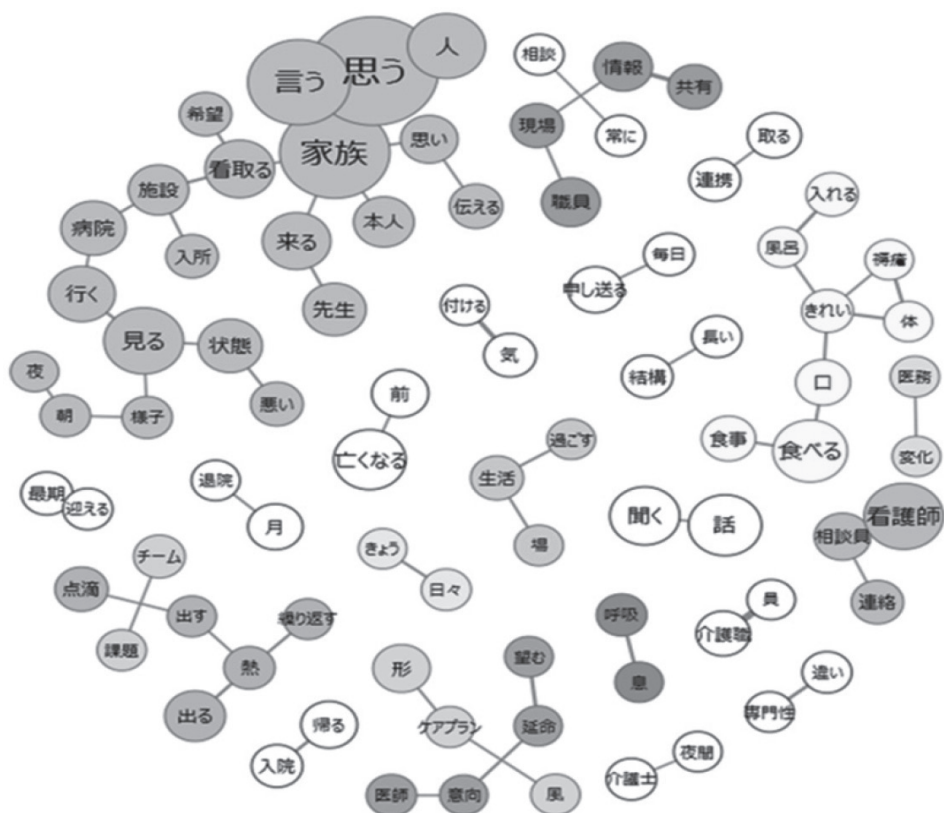 人
思う
言う
相談
情報
共有
希望
現場
常に
取る
家族
思い
看取る
連携
施設
入れる
職員
伝える
本人
病院
来る
風呂
入所
毎日
褥瘡
申し送る
行く
先生
付ける
きれい
体
見る
状態
長い
気
結構
夜
口
医務
前
悪い
朝
様子
食事
過ごす
食べる
亡くなる
変化
生活
退院
最期
迎える
看護師
聞く
話
月
相談員
きょう
場
チーム
日々
点滴
連絡
員
出す
繰り返す
呼吸
介護職
課題
望む
熱
形
違い
息
出る
専門性
帰る
ケアプラン
延命
夜間
入院
介護士
医師
意向
風